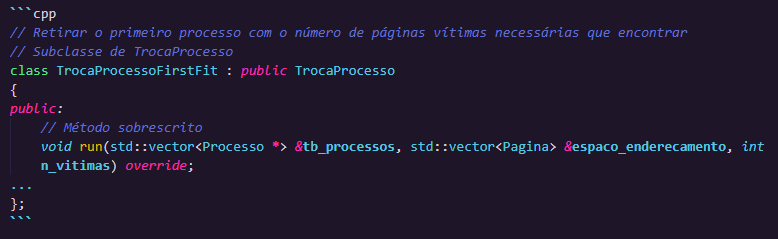 ```cpp
// Retirar o primeiro processo com o número de páginas vítimas necessárias que encontrar
// Subclasse de TrocaProcesso
class TrocaProcessoFirstFit : public TrocaProcesso
{
public:
    // Método sobrescrito
    void run(std::vector<Processo *> &tb_processos, std::vector<Pagina> &espaco_enderecamento, int
    n_vitimas) override;
...
};
```